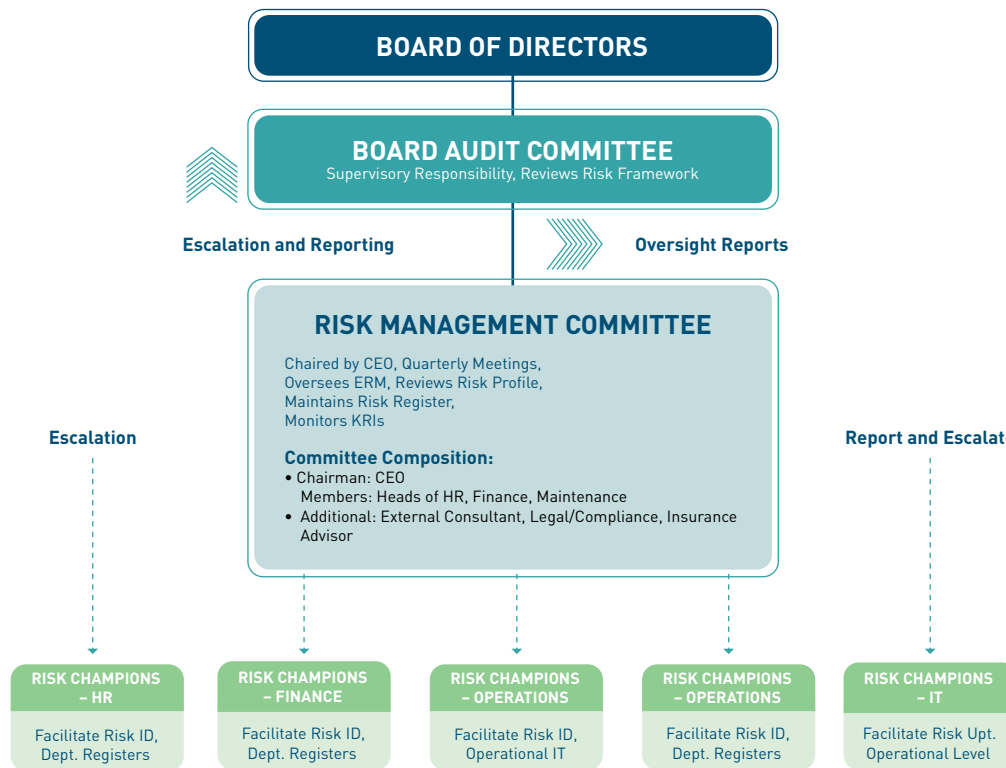 BOARD OF DIRECTORS
BOARD AUDIT COMMITTEE
Supervisory Responsibility, Reviews Risk Framework
Escalation and Reporting
Oversight Reports
RISK MANAGEMENT COMMITTEE
Chaired by CEO, Quarterly Meetings,
Oversees ERM, Reviews Risk Profile,
Maintains Risk Register,
Monitors KRIs
Committee Composition:
• Chairman: CEO
Members: Heads of HR, Finance, Maintenance
• Additional: External Consultant, Legal/Compliance, Insurance
Advisor
Escalation
Report and Escalat
RISK CHAMPIONS
– HR
Facilitate Risk ID,
Dept. Registers
RISK CHAMPIONS
– FINANCE
Facilitate Risk ID,
Dept. Registers
RISK CHAMPIONS
– OPERATIONS
Facilitate Risk ID,
Operational IT
RISK CHAMPIONS
– OPERATIONS
Facilitate Risk ID,
Dept. Registers
RISK CHAMPIONS
– IT
Facilitate Risk Upt.
Operational Level